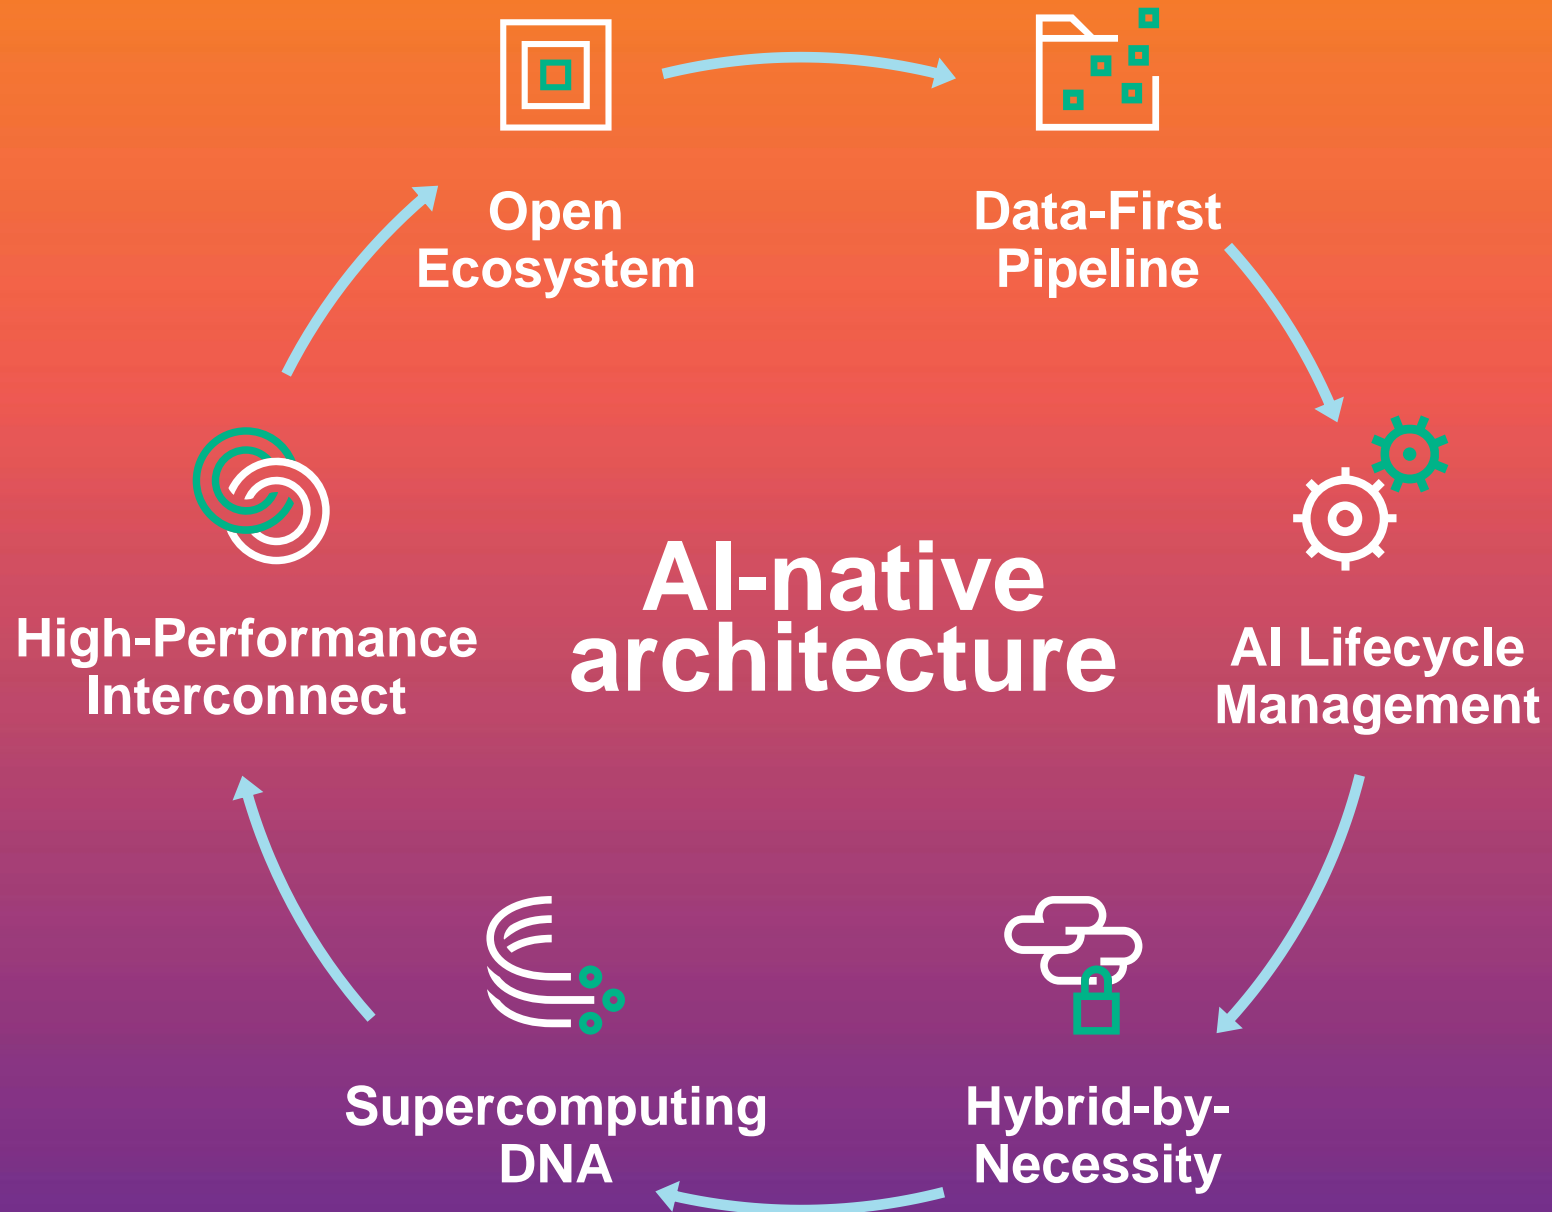 Open
Ecosystem
Data-First
Pipeline
High-Performance
Interconnect
AI-native
architecture
AI Lifecycle
Management
Supercomputing
DNA
Hybrid-by-
Necessity